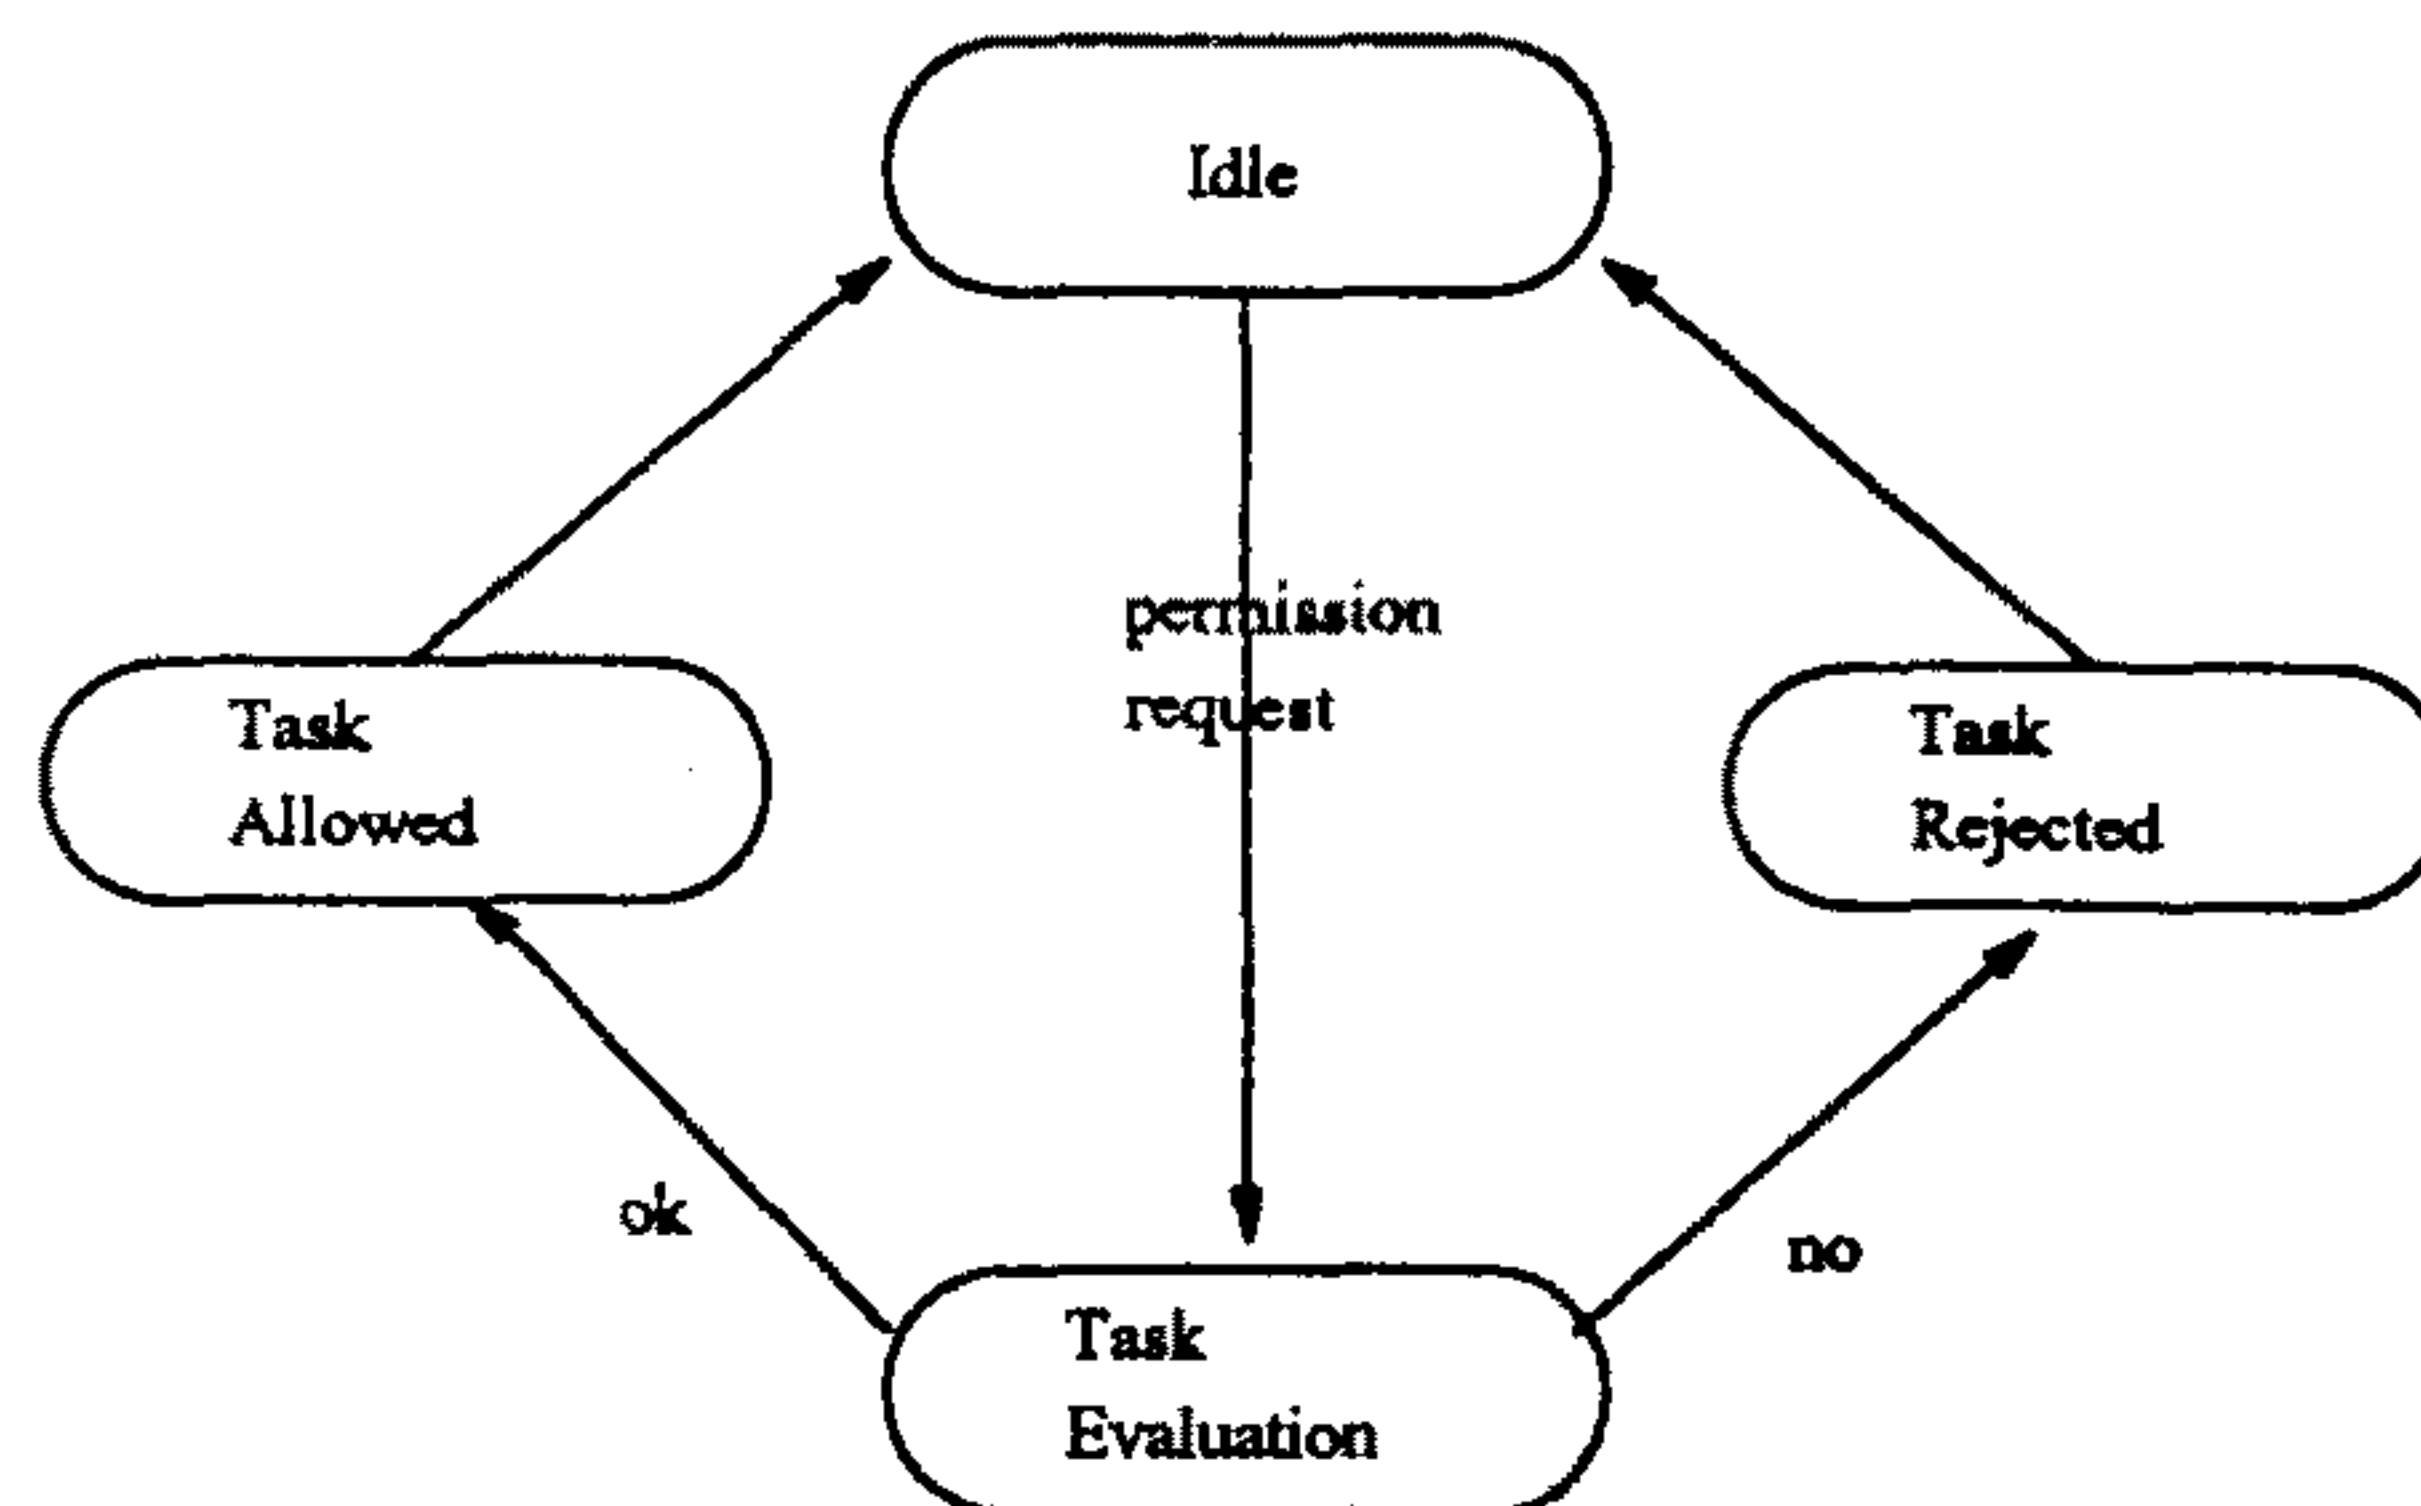 Idle
permission
request
Task
Allowed
Task
Rejected
ok
no
Task
Evaluation